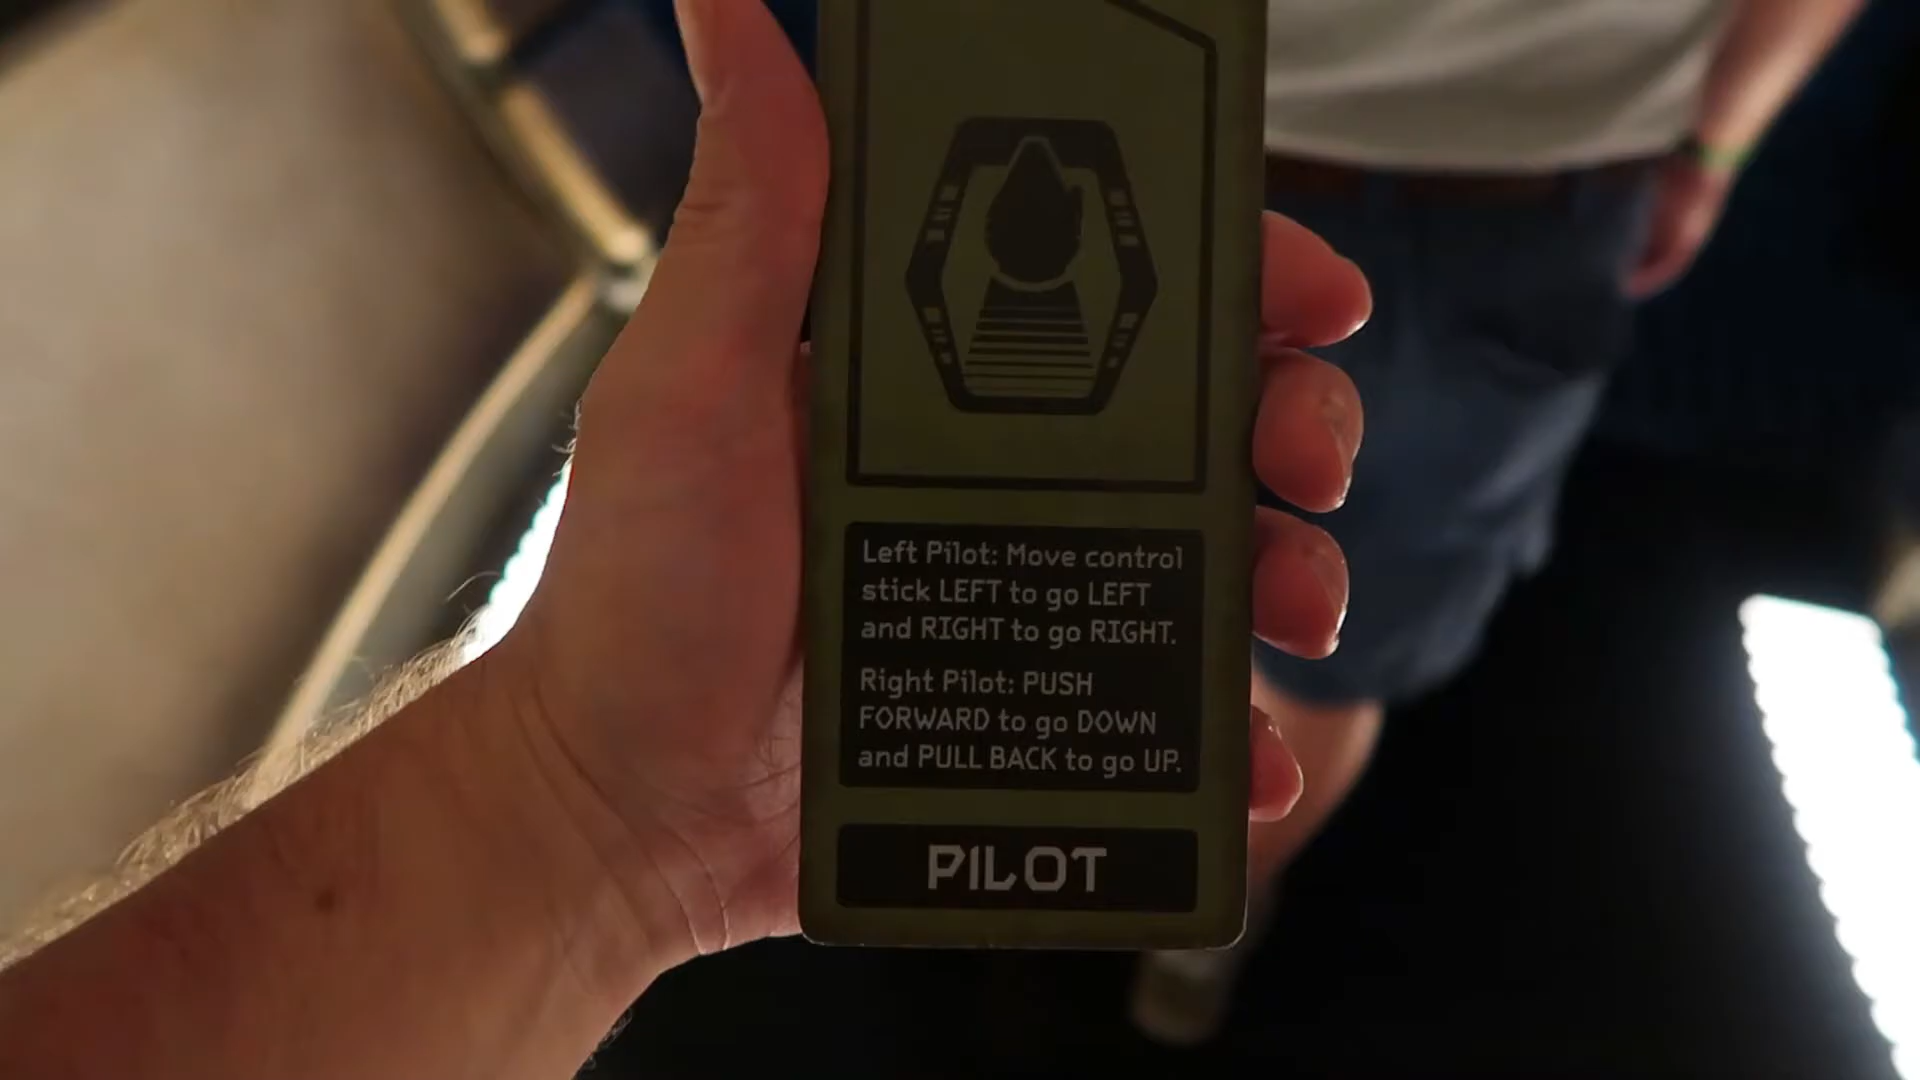 Left Pilot: Move control
stick LEFT to go LEFT
and RIGHT to go RIGHT.
Right Pilot: PUSH
FORWARD to go DOWN
and PULL BACK to go UP.
PILOT